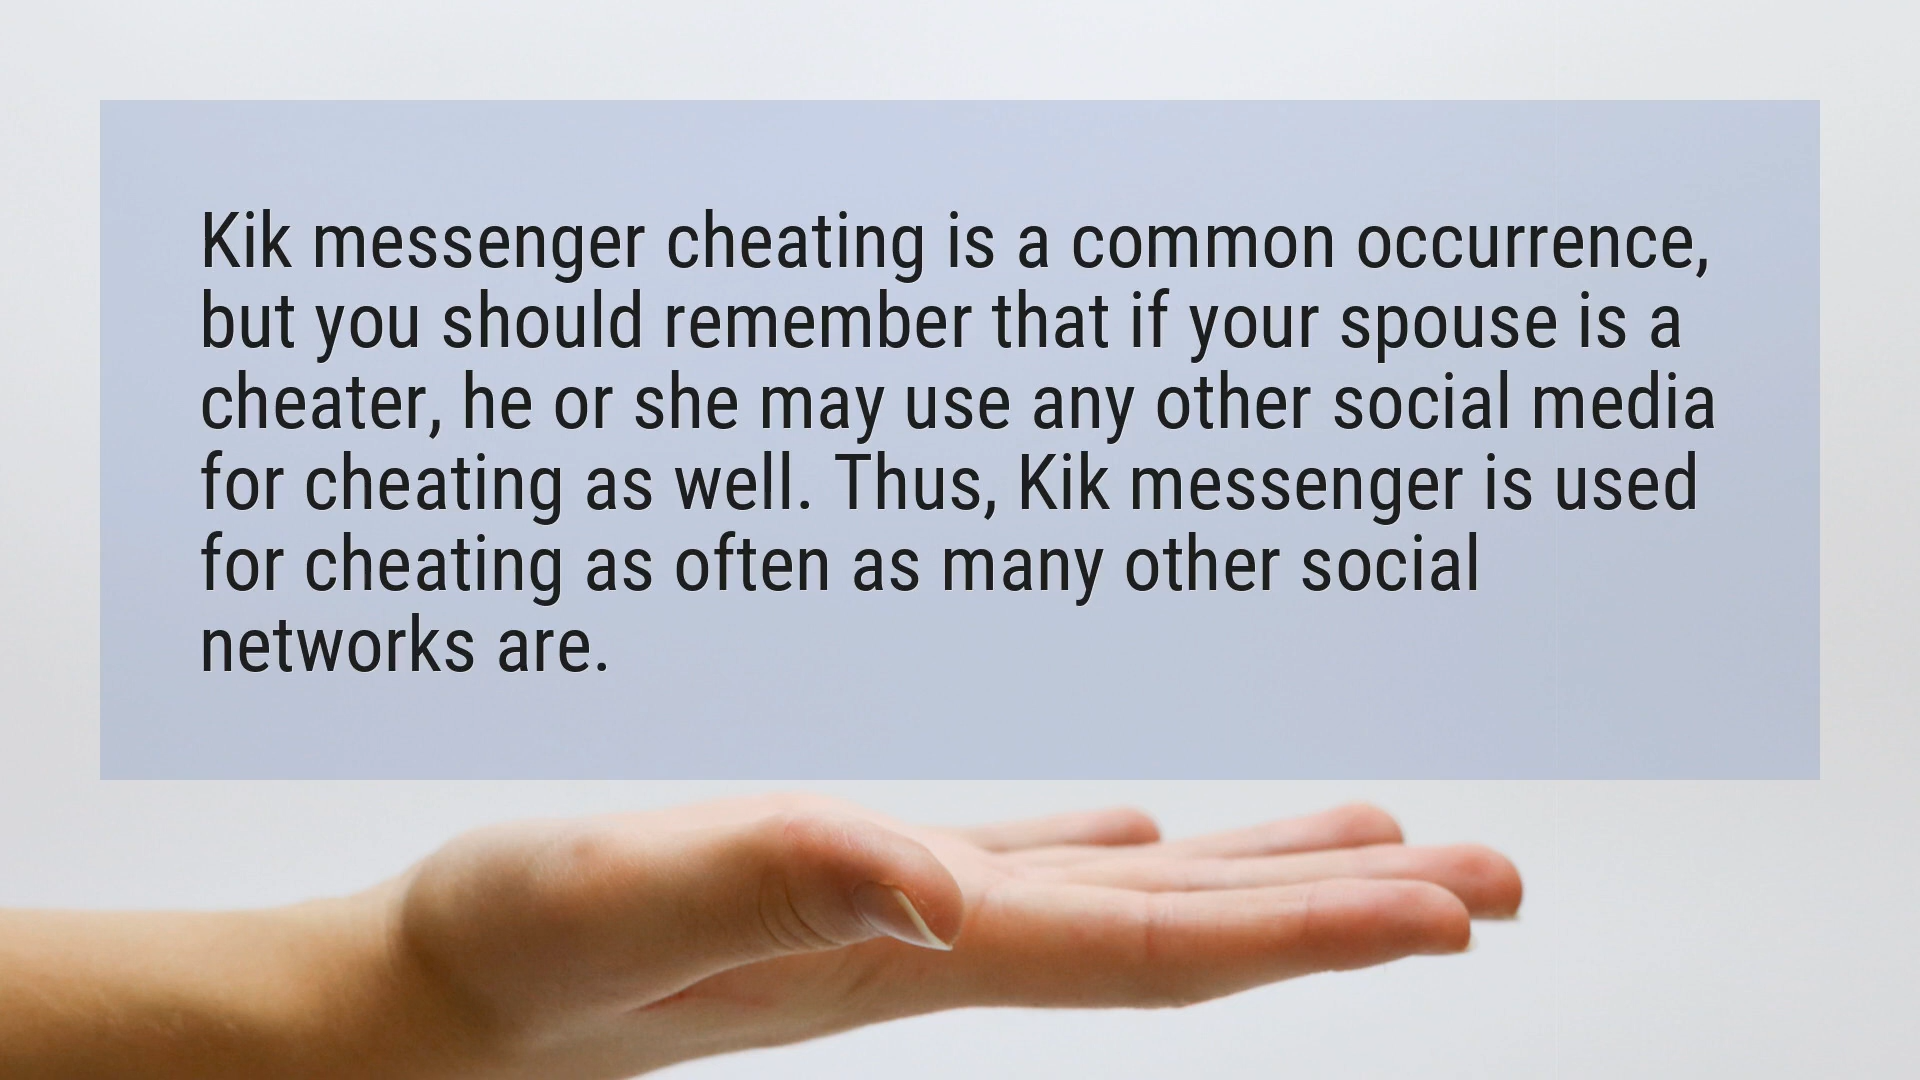 Kik messenger cheating is a common occurrence,
but you should remember that if your spouse is a
cheater, he or she may use any other social media
for cheating as well. Thus, Kik messenger is used
for cheating as often as many other social
networks are.